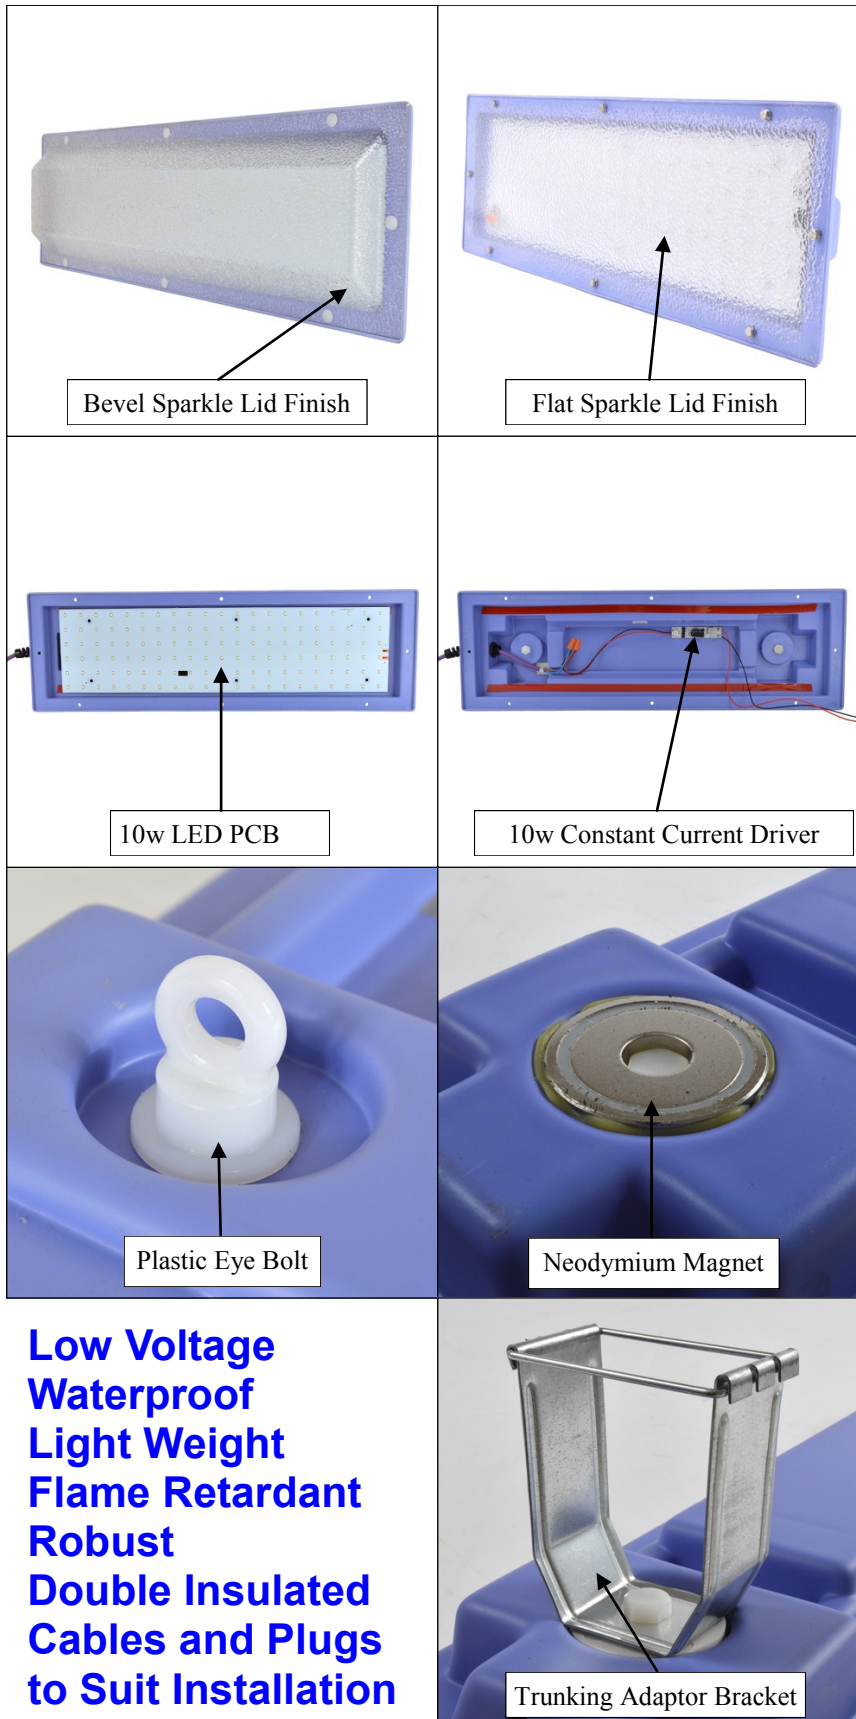 Bevel Sparkle Lid Finish
Flat Sparkle Lid Finish
10w LED PCB
10w Constant Current Driver
Plastic Eye Bolt
Neodymium Magnet
Low Voltage
Waterproof
Light Weight
Flame Retardant
Robust
Double Insulated
Cables and Plugs
to Suit Installation
Trunking Adaptor Bracket